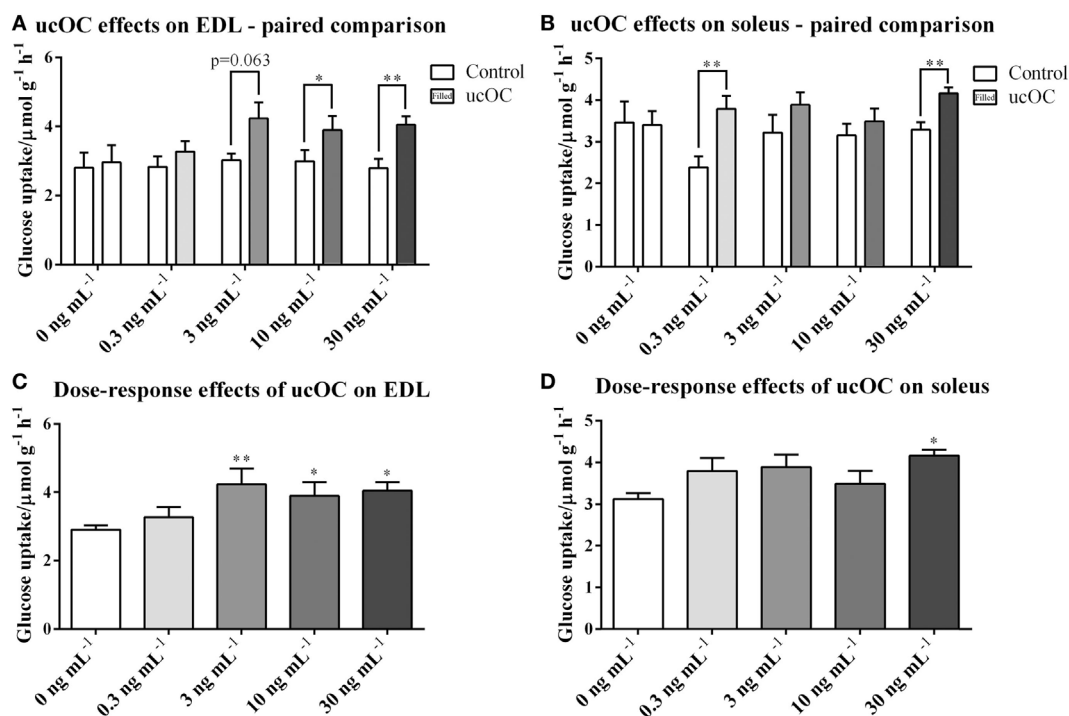 A ucOC effects on EDL - paired comparison
6
4
2
0
Glucose uptake/μmol g⁻¹ h⁻¹
p=0.063
*
**
Control
Filled ucOC
0 ng mL⁻¹
0.3 ng mL⁻¹
3 ng mL⁻¹
10 ng mL⁻¹
30 ng mL⁻¹
B ucOC effects on soleus - paired comparison
5
4
3
2
1
0
Glucose uptake/μmol g⁻¹ h⁻¹
**
**
Control
Filled ucOC
0 ng mL⁻¹
0.3 ng mL⁻¹
3 ng mL⁻¹
10 ng mL⁻¹
30 ng mL⁻¹
C Dose-response effects of ucOC on EDL
6
4
2
0
Glucose uptake/μmol g⁻¹ h⁻¹
**
*
*
0 ng mL⁻¹
0.3 ng mL⁻¹
3 ng mL⁻¹
10 ng mL⁻¹
30 ng mL⁻¹
D Dose-response effects of ucOC on soleus
5
4
3
2
1
0
Glucose uptake/μmol g⁻¹ h⁻¹
*
0 ng mL⁻¹
0.3 ng mL⁻¹
3 ng mL⁻¹
10 ng mL⁻¹
30 ng mL⁻¹